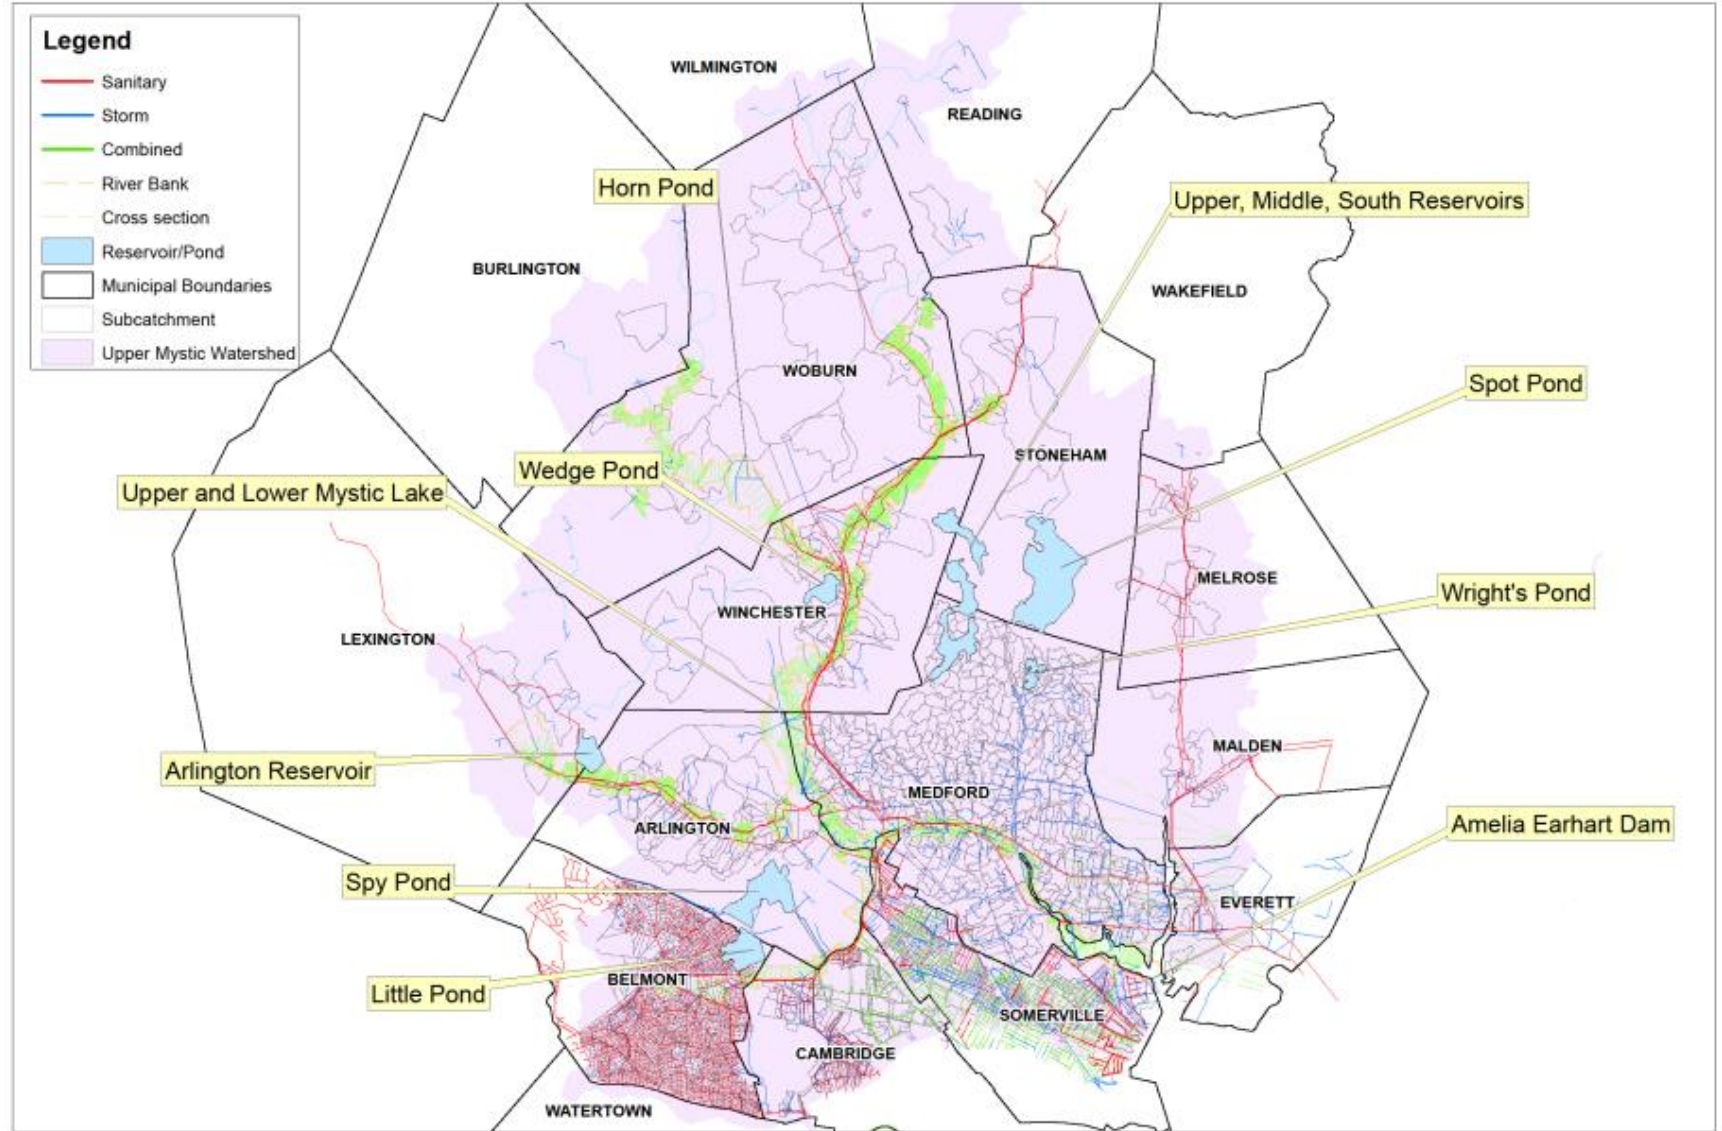 Legend
Sanitary
Storm
Combined
River Bank
Cross section
Reservoir/Pond
Municipal Boundaries
Subcatchment
Upper Mystic Watershed
WILMINGTON
READING
Horn Pond
Upper, Middle, South Reservoirs
BURLINGTON
WAKEFIELD
WOBURN
Spot Pond
STONEHAM
Wedge Pond
Upper and Lower Mystic Lake
MELROSE
Wright's Pond
WINCHESTER
LEXINGTON
MALDEN
Arlington Reservoir
MEDFORD
ARLINGTON
Amelia Earhart Dam
Spy Pond
EVERETT
BELMONT
Little Pond
SOMERVILLE
CAMBRIDGE
WATERTOWN